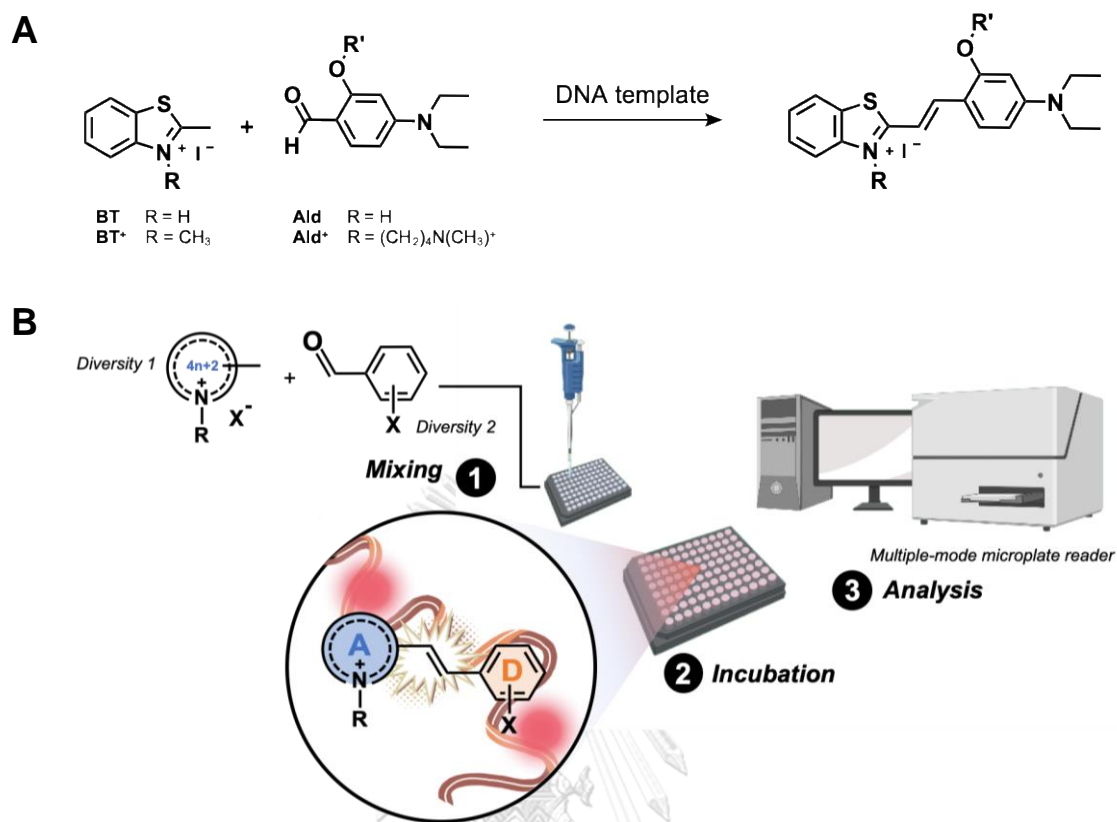 A
R'
O
O
H
S
N + I −
R
+
N
DNA template
R'
O
S
N + I −
R
N
BT R = H
BT+ R = CH3
Ald R = H
Ald+ R = (CH2)4N(CH3)+
B
Diversity 1
4n+2
+
N
R
X-
+
O
X
Diversity 2
Mixing 1
Multiple-mode microplate reader
3 Analysis
2 Incubation
A
+
N
R
D
X